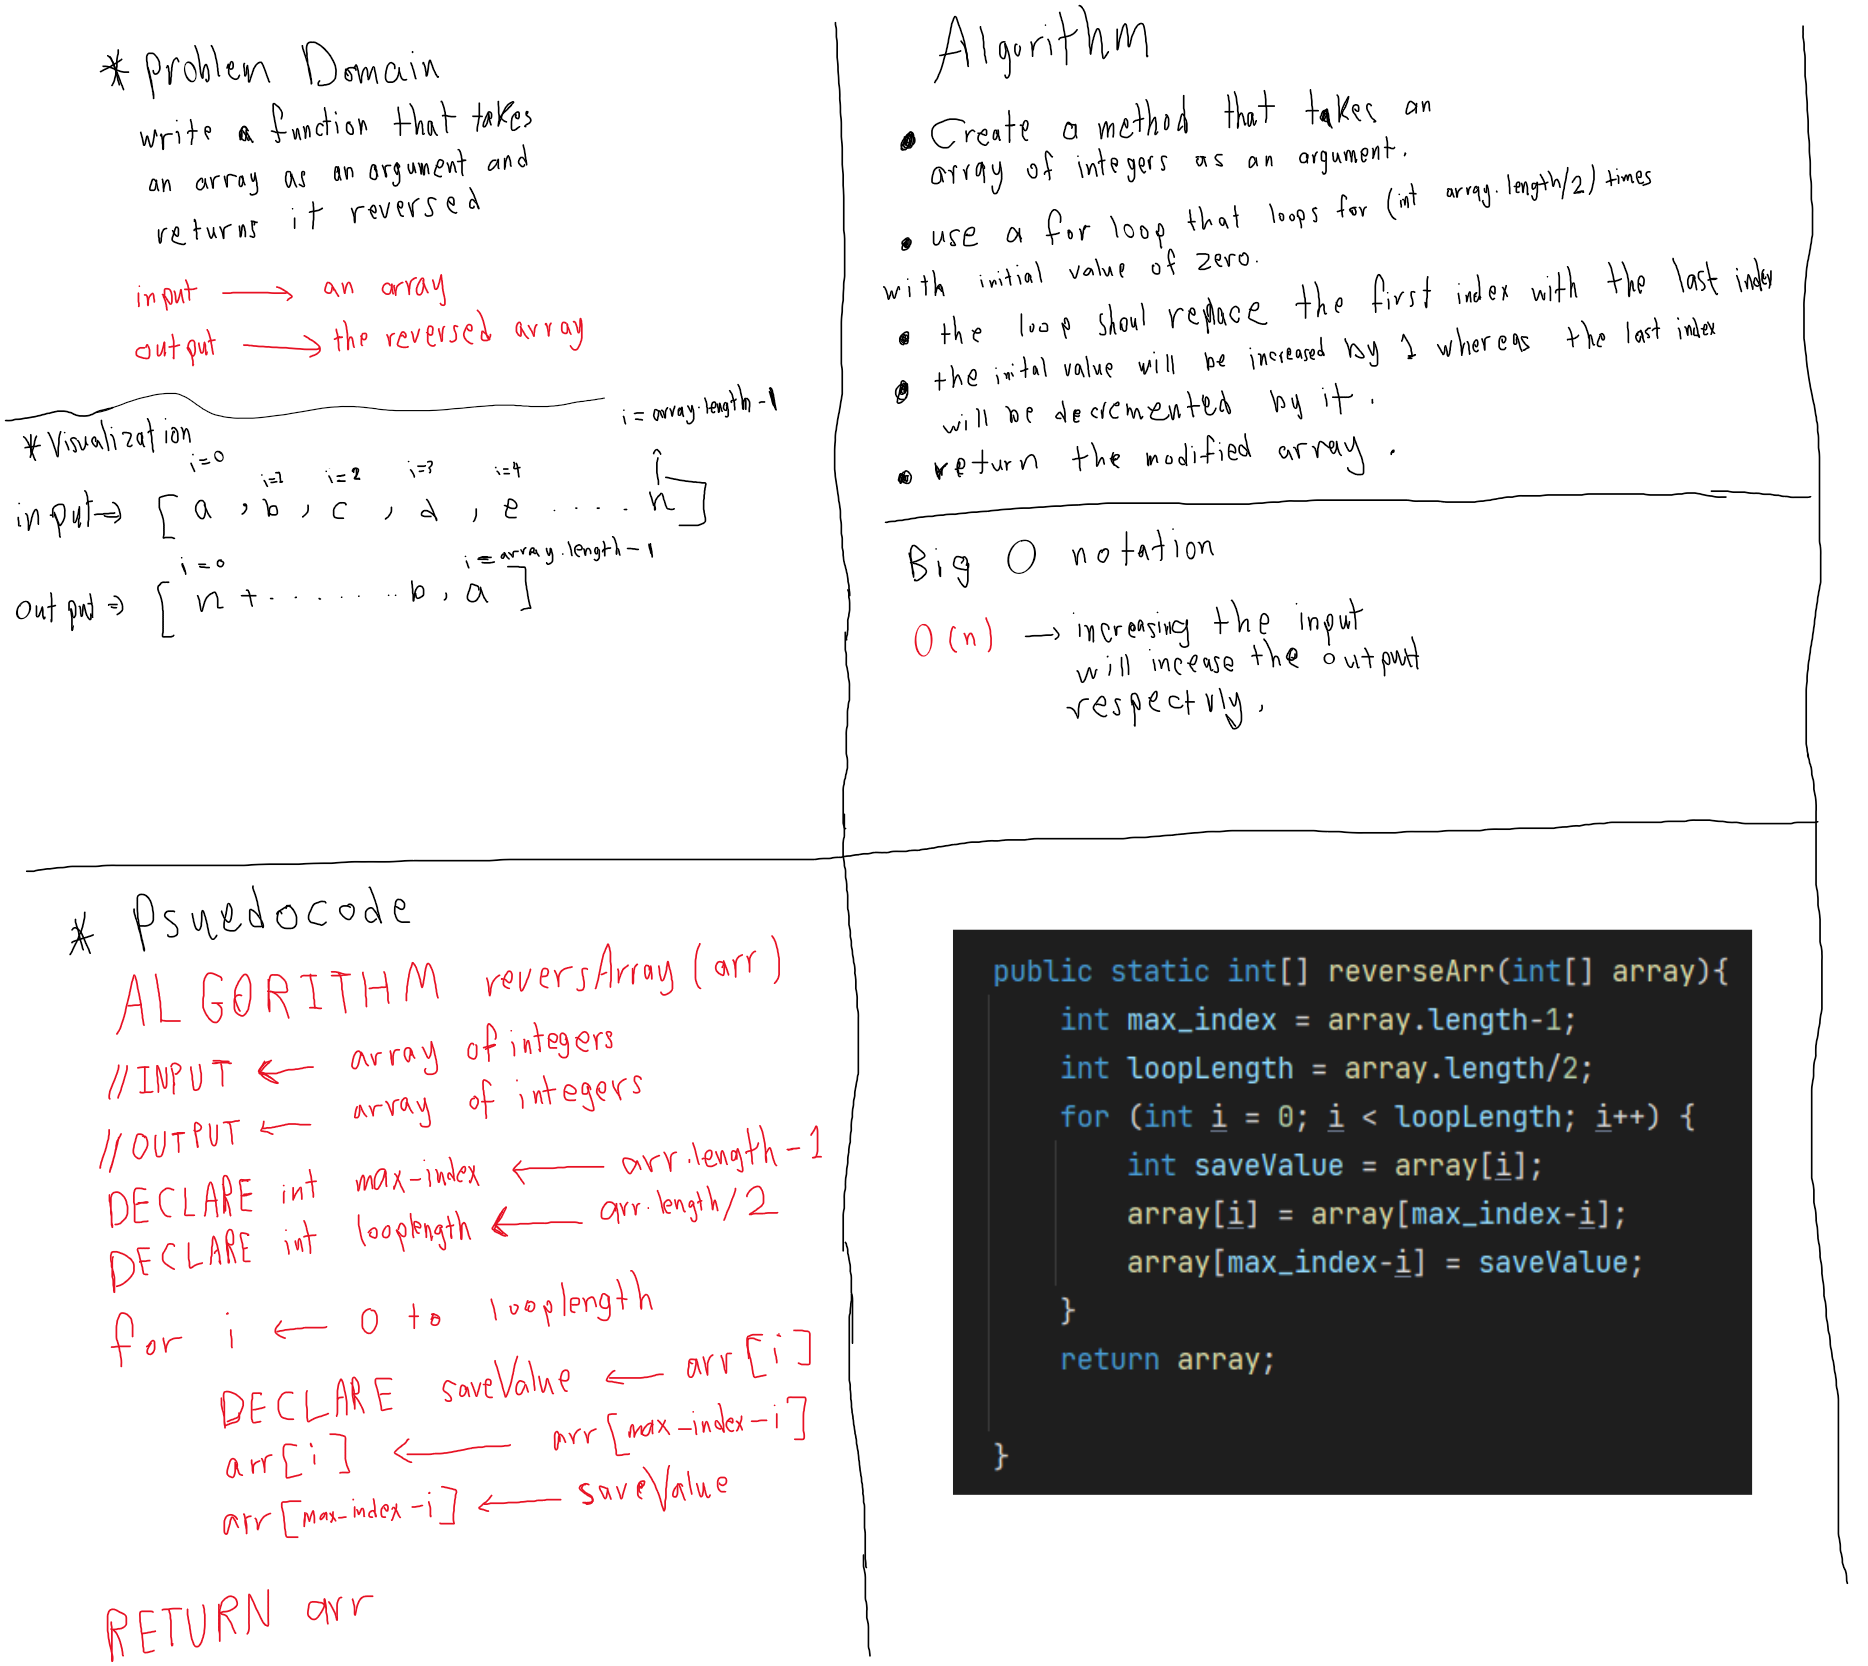 * Problem Domain
write a function that takes
an array as an argument and
returns it reversed
input → an array
output → the reversed array
* Visualization
i = array.length - 1
i=0 i=1 i=2 i=3 i=4
input ⇒ [ a , b , c , d , e . . . . n ]
i = 0 i = array.length - 1
output ⇒ [ n + . . . . . . . . b , a ]
Algorithm
• Create a method that takes an
array of integers as an argument.
• use a for loop that loops for (int array.length/2) times
with initial value of zero.
• the loop shoul replace the first index with the last index
• the inital value will be increased by 1 whereas the last index
will be decremented by it.
• return the modified array .
Big O notation
O(n) → increasing the input
will incease the output
respectvly.
* Psuedocode
ALGORITHM reversArray (arr)
//INPUT ← array of integers
//OUTPUT ← array of integers
DECLARE int max-index ← arr.length-1
DECLARE int looplength ← arr.length/2
for i ← 0 to looplength
DECLARE saveValue ← arr [i]
arr [i] ← arr [max-index-i]
arr [max-index-i] ← saveValue
RETURN arr
public static int[] reverseArr(int[] array){
int max_index = array.length-1;
int loopLength = array.length/2;
for (int i = 0; i < loopLength; i++) {
int saveValue = array[i];
array[i] = array[max_index-i];
array[max_index-i] = saveValue;
}
return array;
}